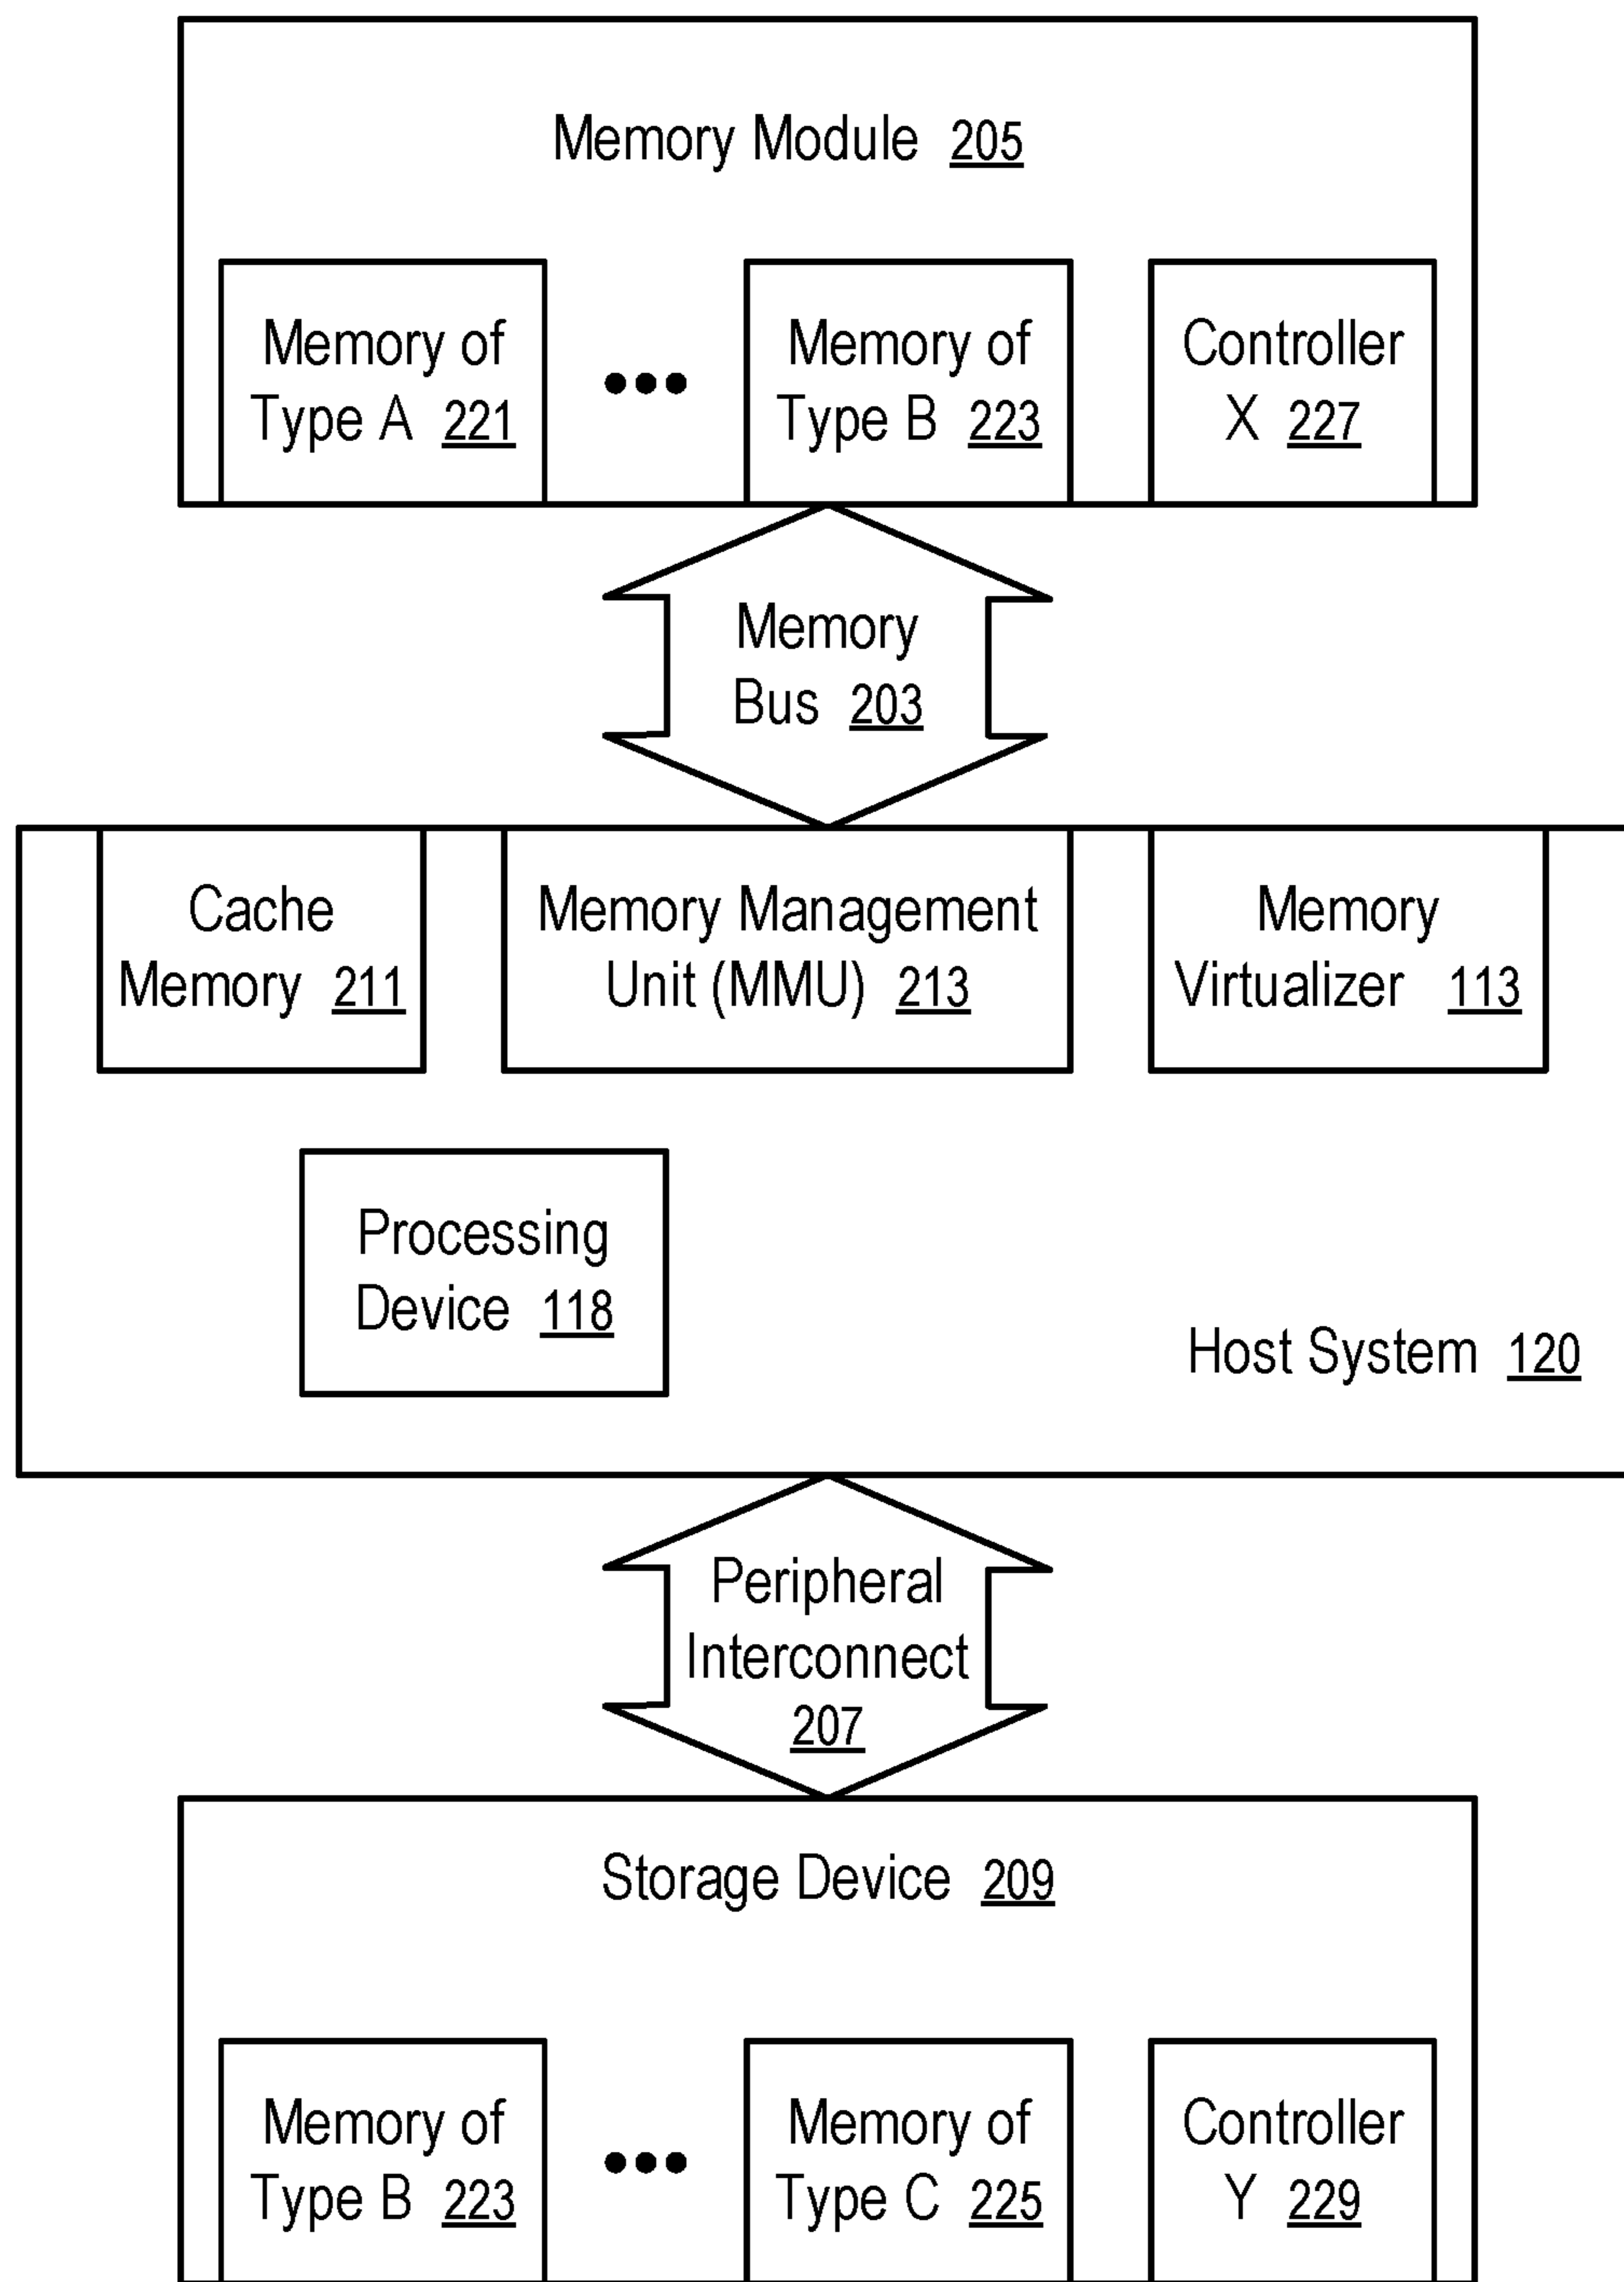 Memory Module 205
Memory of
Type A 221
Memory of
Type B 223
Controller
X 227
Memory
Bus 203
Cache
Memory 211
Memory Management
Unit (MMU) 213
Memory
Virtualizer 113
Processing
Device 118
Host System 120
Peripheral
Interconnect
207
Storage Device 209
Memory of
Type B 223
Memory of
Type C 225
Controller
Y 229